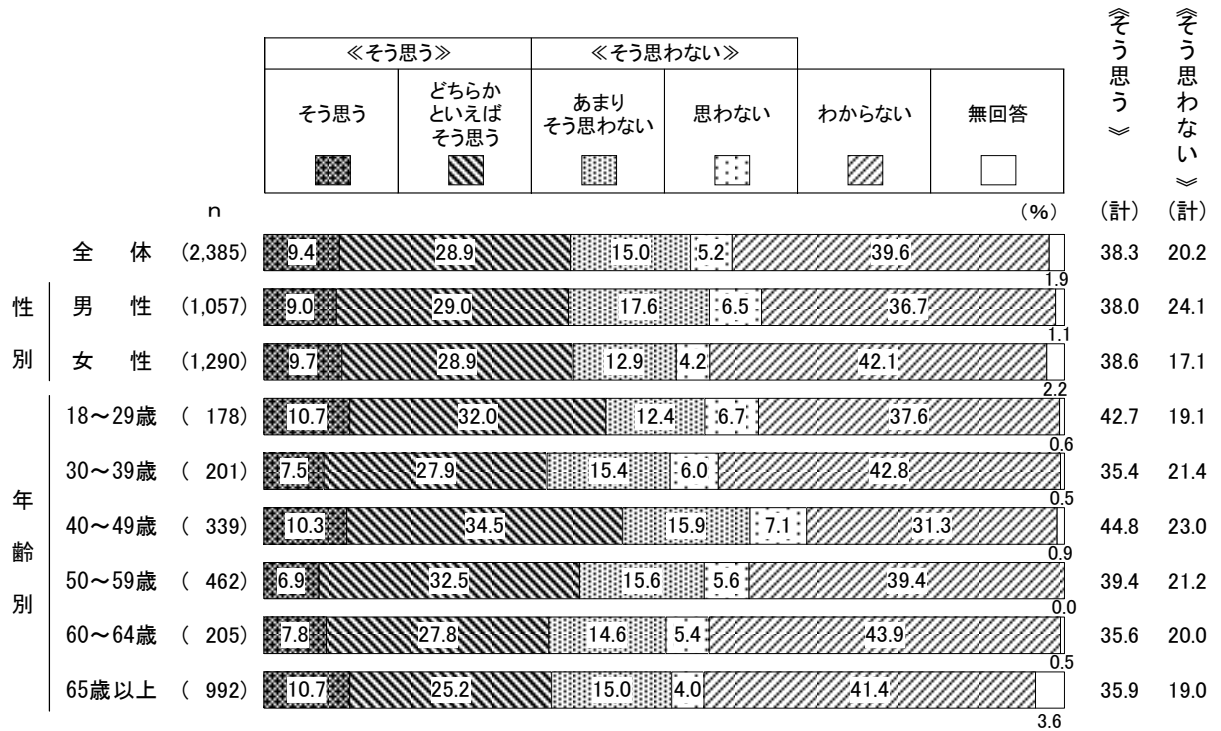 ≪そう思う≫ ≪そう思わない≫
そう思う
どちらか
といえば
そう思う
あまり
そう思わない
思わない
わからない
無回答
≪そう思う≫
≪そう思わない≫
n (%) (計) (計)
全 体 (2,385) 9.4 28.9 15.0 5.2 39.6 1.9 38.3 20.2
性別
男 性 (1,057) 9.0 29.0 17.6 6.5 36.7 1.1 38.0 24.1
女 性 (1,290) 9.7 28.9 12.9 4.2 42.1 2.2 38.6 17.1
年齢別
18～29歳 ( 178) 10.7 32.0 12.4 6.7 37.6 0.6 42.7 19.1
30～39歳 ( 201) 7.5 27.9 15.4 6.0 42.8 0.5 35.4 21.4
40～49歳 ( 339) 10.3 34.5 15.9 7.1 31.3 0.9 44.8 23.0
50～59歳 ( 462) 6.9 32.5 15.6 5.6 39.4 0.0 39.4 21.2
60～64歳 ( 205) 7.8 27.8 14.6 5.4 43.9 0.5 35.6 20.0
65歳以上 ( 992) 10.7 25.2 15.0 4.0 41.4 3.6 35.9 19.0